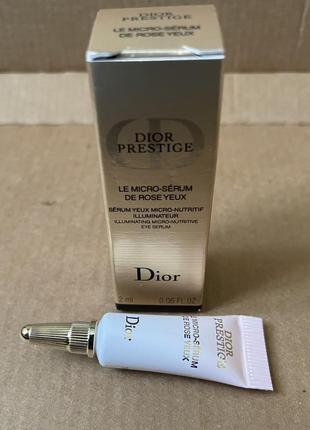 DIOR
PRESTIGE
LE MICRO-SÉRUM
DE ROSE YEUX
DIOR
PRESTIGE
LE MICRO-SÉRUM
DE ROSE YEUX
SÉRUM YEUX MICRO-NUTRITIF
ILLUMINATEUR
ILLUMINATING MICRO-NUTRITIVE
EYE SERUM
Dior
2 ml 0.06 FL.OZ
Dior
LE MICRO-SÉRUM
DE ROSE YEUX
DIOR
PRESTIGE